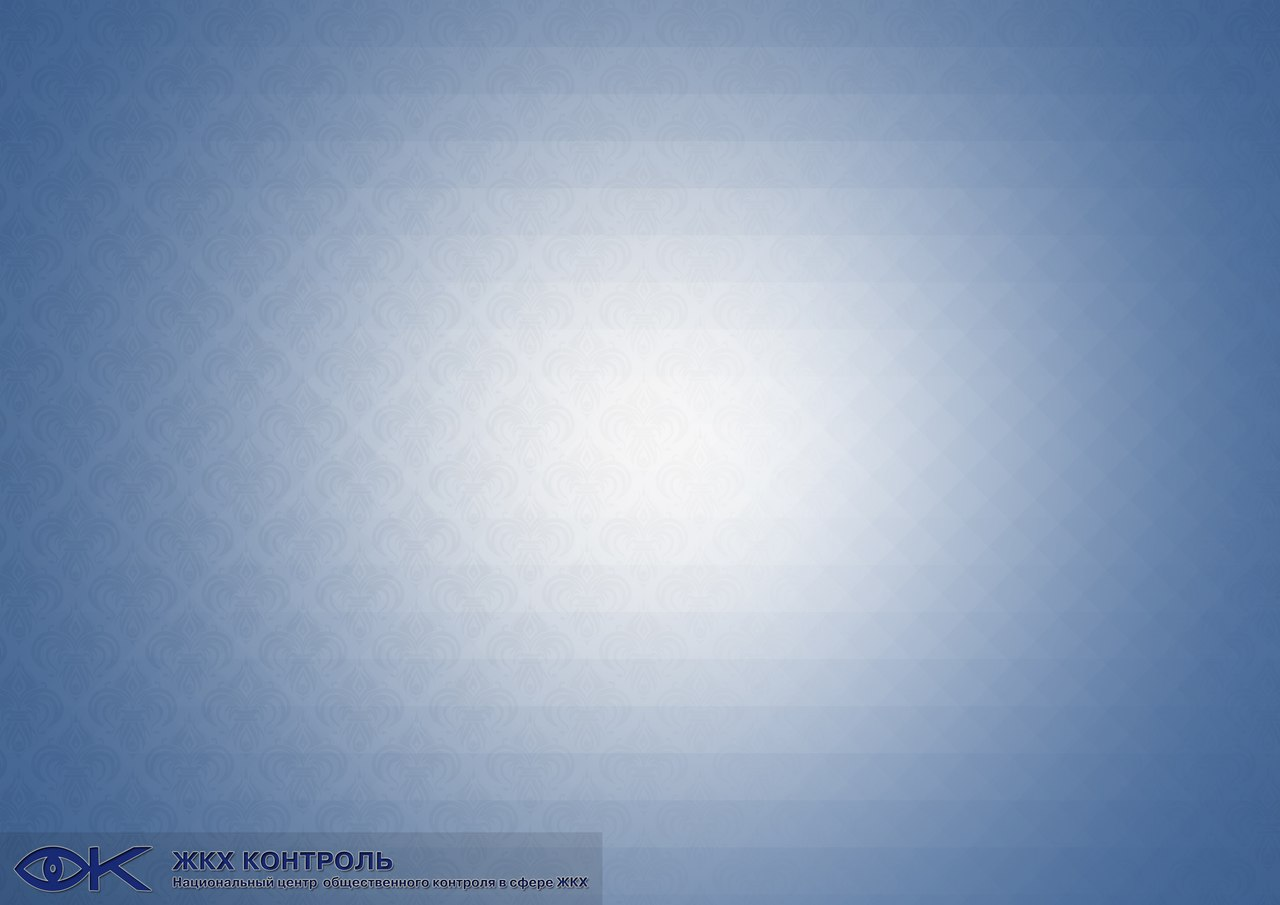 ЖКХ КОНТРОЛЬ
Национальный центр общественного контроля в сфере ЖКХ